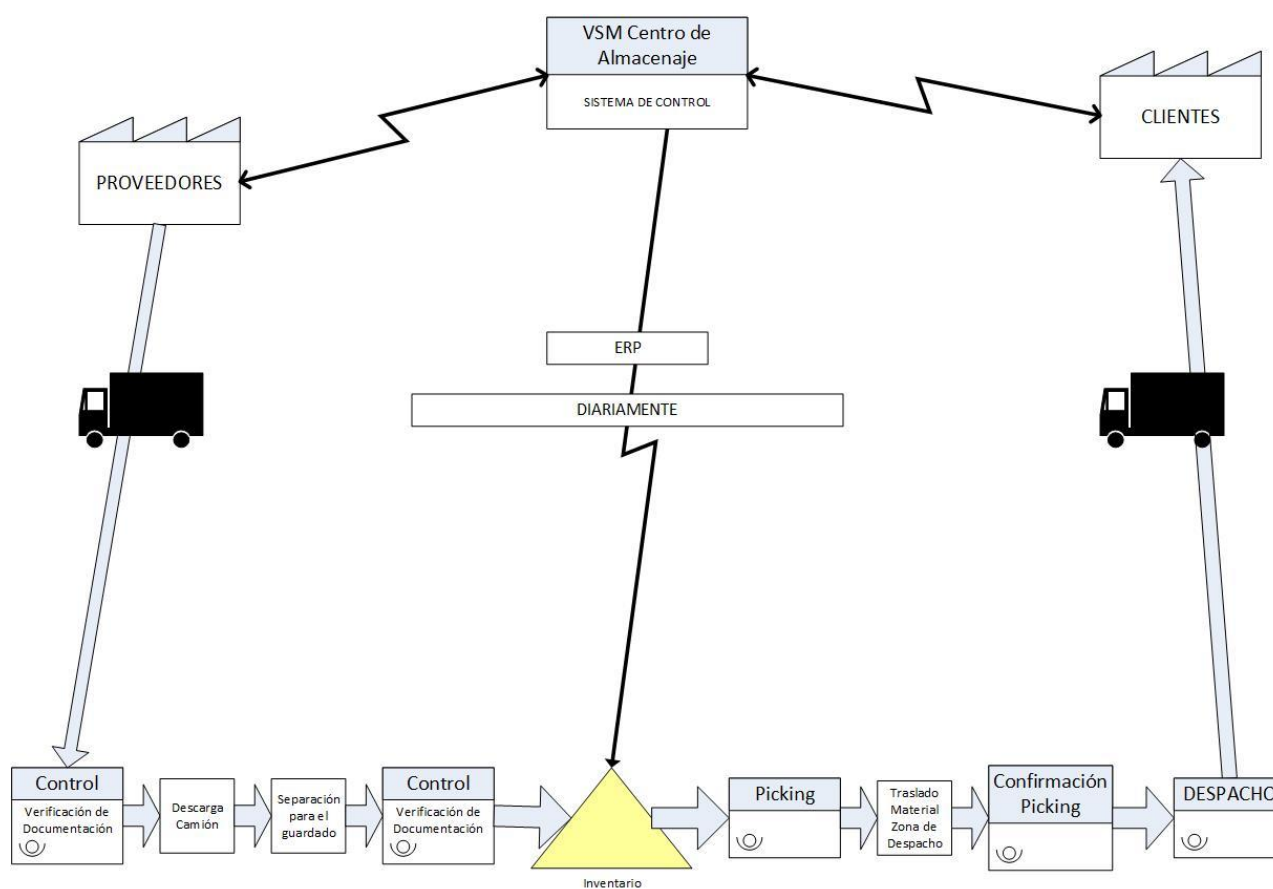 VSM Centro de
Almacenaje
SISTEMA DE CONTROL
CLIENTES
PROVEEDORES
ERP
DIARIAMENTE
Control
Verificación de
Documentación
Descarga
Camión
Separación
para el
guardado
Control
Verificación de
Documentación
Inventario
Picking
Traslado
Material
Zona de
Despacho
Confirmación
Picking
DESPACHO